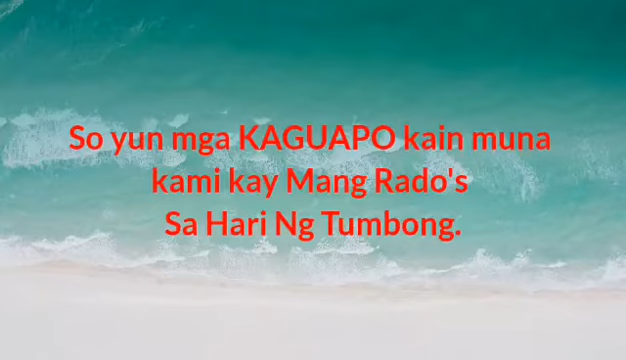 So yun mga KAGUAPO kain muna
kami kay Mang Rado's
Sa Hari Ng Tumbong.